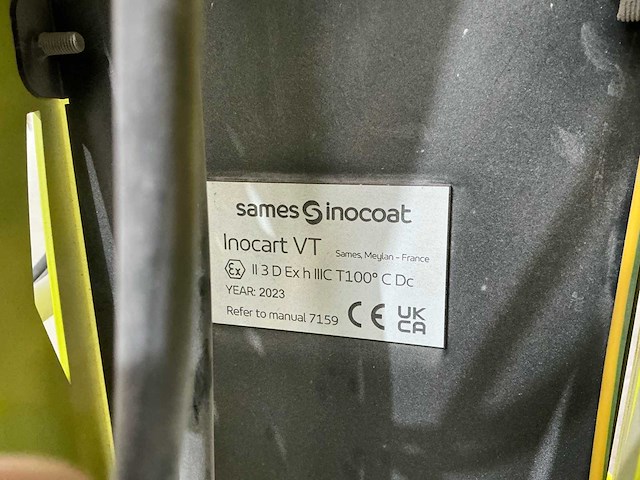 sames inocoat
Inocart VT Sames, Meylan - France
Ex II 3 D Ex h IIIC T100° C Dc
YEAR: 2023
Refer to manual 7159 CE UK CA